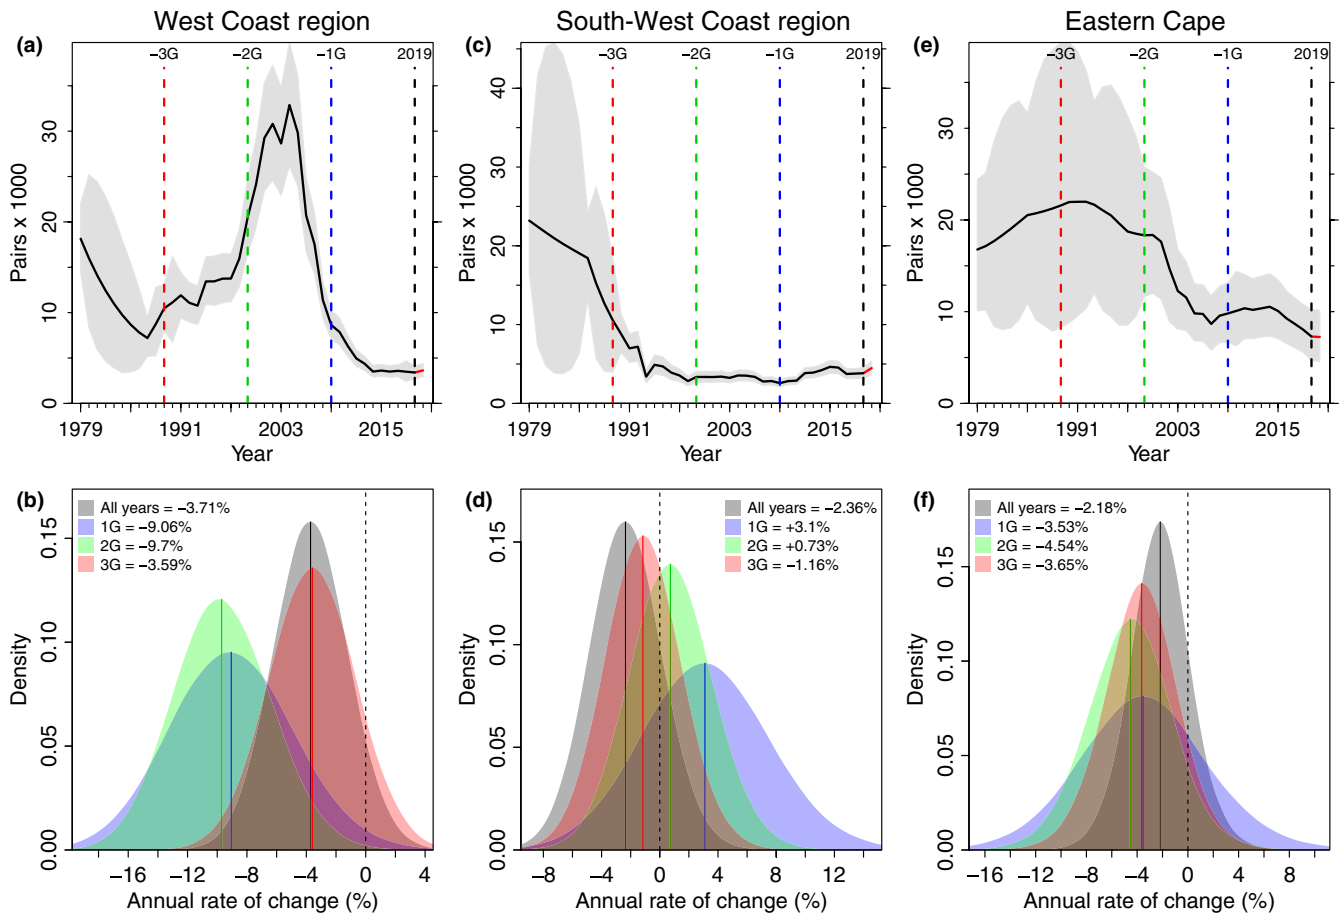 West Coast region
South-West Coast region
Eastern Cape
(a)
−3G
−2G
−1G
2019
Pairs x 1000
0
10
20
30
1979
1991
2003
2015
Year
(c)
−3G
−2G
−1G
2019
Pairs x 1000
0
10
20
30
40
1979
1991
2003
2015
Year
(e)
−3G
−2G
−1G
2019
Pairs x 1000
0
10
20
30
1979
1991
2003
2015
Year
(b)
All years = −3.71%
1G = −9.06%
2G = −9.7%
3G = −3.59%
Density
0.00
0.05
0.10
0.15
−16
−12
−8
−4
0
4
Annual rate of change (%)
(d)
All years = −2.36%
1G = +3.1%
2G = +0.73%
3G = −1.16%
Density
0.00
0.05
0.10
0.15
−8
−4
0
4
8
12
Annual rate of change (%)
(f)
All years = −2.18%
1G = −3.53%
2G = −4.54%
3G = −3.65%
Density
0.00
0.05
0.10
0.15
−16
−12
−8
−4
0
4
8
Annual rate of change (%)